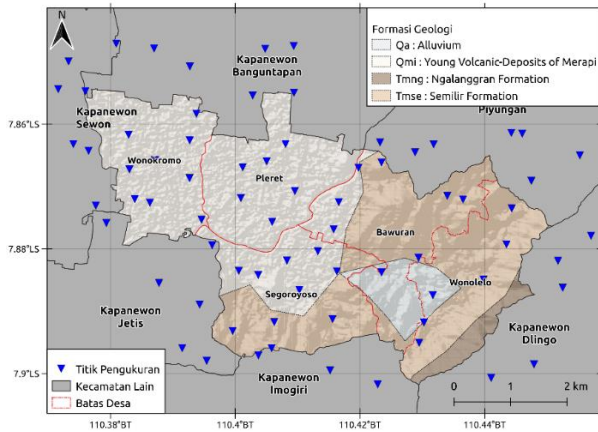 N
Formasi Geologi
Qa : Alluvium
Qmi : Young Volcanic-Deposits of Merapi
Tmng : Ngalanggran Formation
Tmse : Semilir Formation
Kapanewon
Banguntapan
Piyungan
Kapanewon
Sewon
7.86°LS
Wonokromo
Pleret
Bawuran
7.88°LS
Wonolelo
Segoroyoso
Kapanewon
Jetis
Kapanewon
Dlingo
Kapanewon
Imogiri
7.9°LS
Titik Pengukuran
Kecamatan Lain
Batas Desa
0 1 2 km
110.38°BT 110.4°BT 110.42°BT 110.44°BT